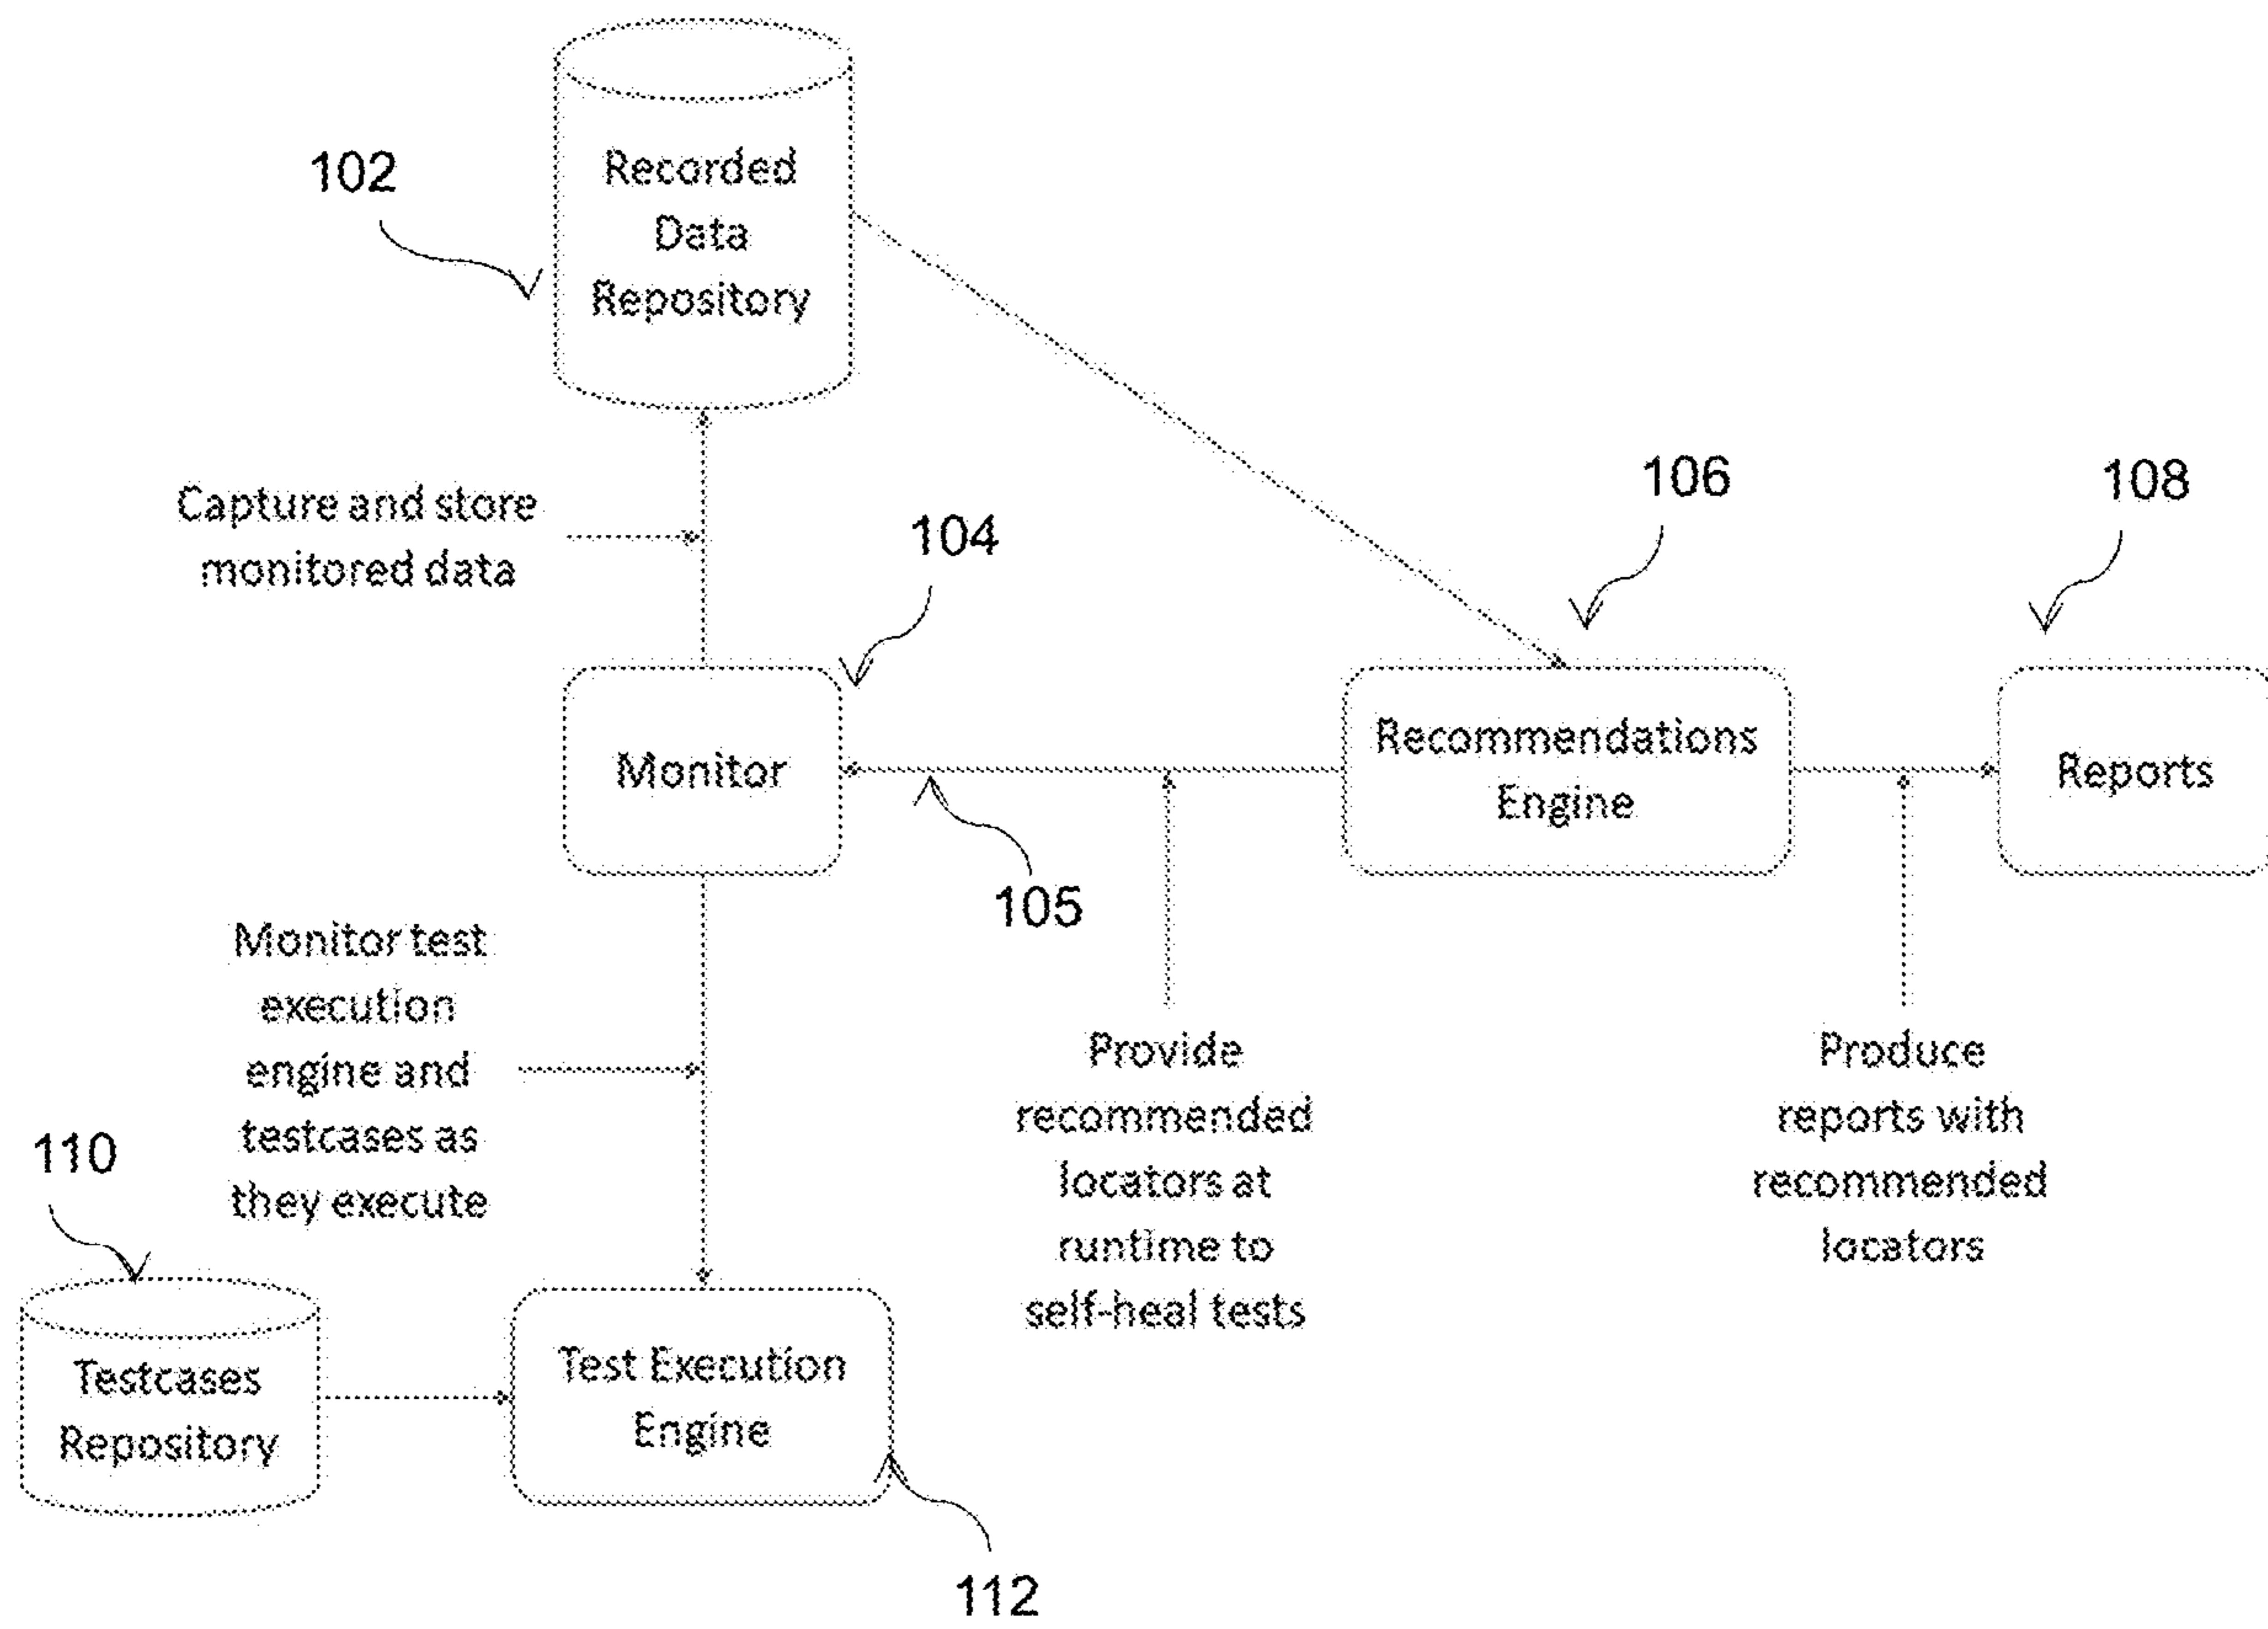 102
Recorded
Data
Repository
Capture and store
monitored data
104
106
108
Monitor
Recommendations
Engine
Reports
105
Monitor test
execution
engine and
testcases as
they execute
Provide
recommended
locators at
runtime to
self-heal tests
Produce
reports with
recommended
locators
110
Testcases
Repository
Test Execution
Engine
112